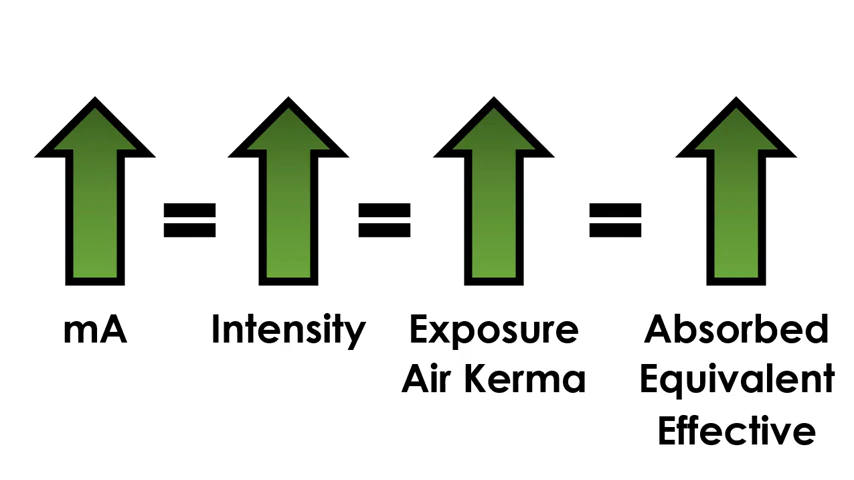 = = =
mA Intensity Exposure Absorbed
Air Kerma Equivalent
Effective